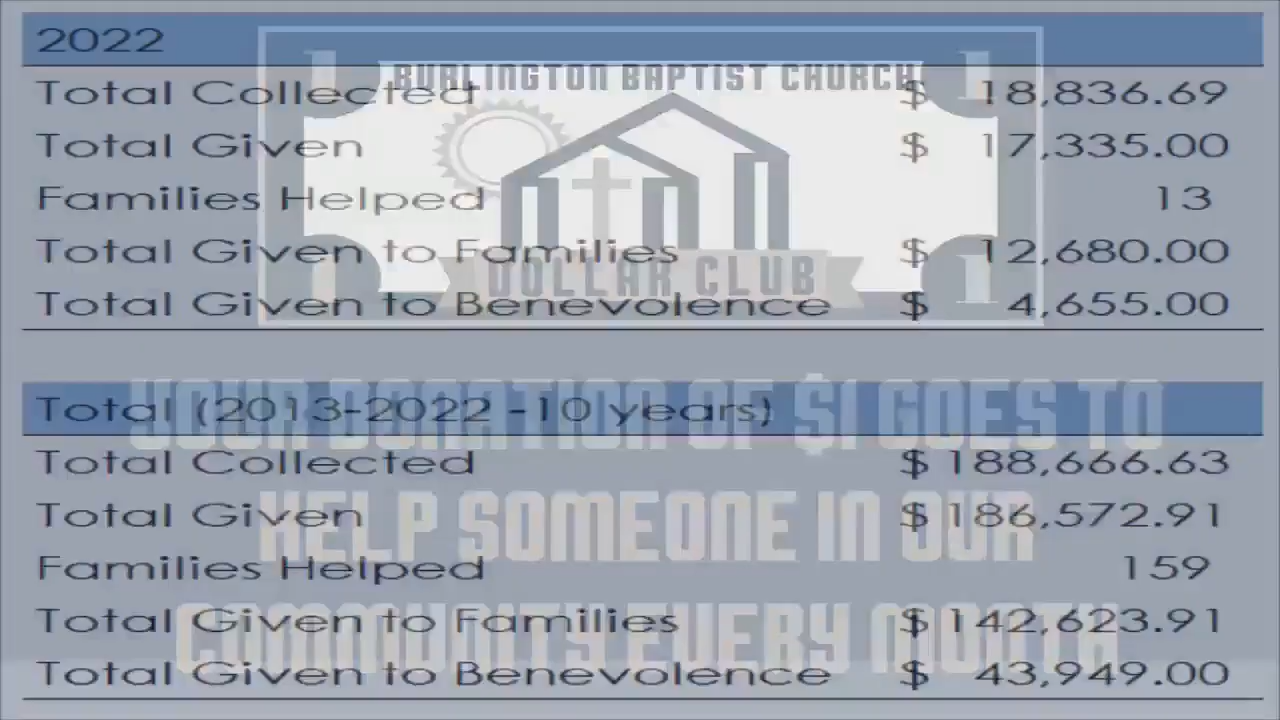 2022
BURLINGTON BAPTIST CHURCH
1 1
Total Collected $ 18,836.69
Total Given $ 17,335.00
Families Helped 13
Total Given to Families $ 12,680.00
DOLLAR CLUB
1 1
Total Given to Benevolence $ 4,655.00
Total (2013-2022 -10 years)
YOUR DONATION OF $1 GOES TO
Total Collected $ 188,666.63
Total Given $ 186,572.91
HELP SOMEONE IN OUR
Families Helped 159
Total Given to Families $ 142,623.91
COMMUNITY EVERY MONTH
Total Given to Benevolence $ 43,949.00